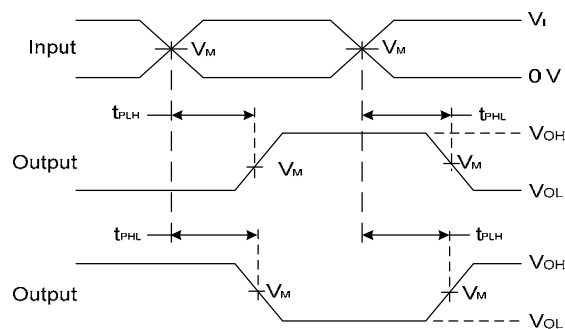 VI
Input VM VM
0 V
tPLH tPHL
VOH
Output VM VM
VOL
tPHL tPLH
VOH
Output VM VM
VOL